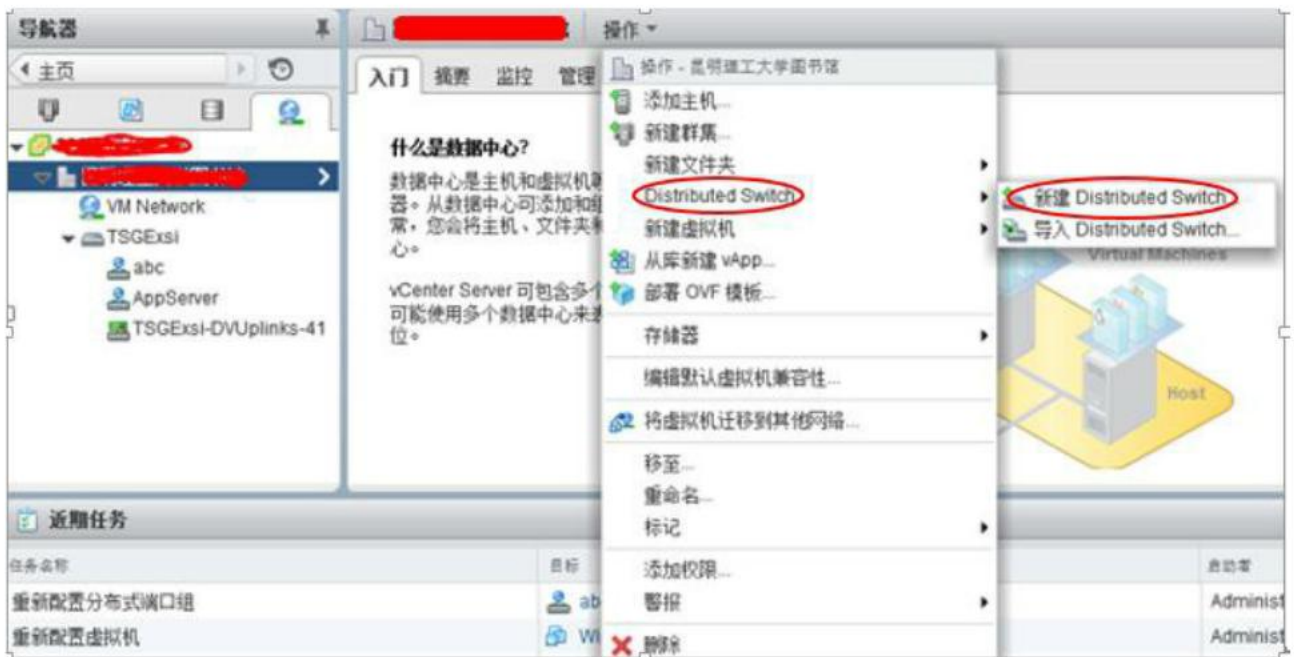 导航器
操作
主页
入门 摘要 监控 管理
VM Network
TSGExsi
abc
AppServer
TSGExsi-DVUplinks-41
什么是数据中心?
数据中心是主机和虚拟机
器。从数据中心可添加和
常,您会将主机、文件夹
心。
vCenter Server 可包含多个
可能使用多个数据中心来
位。
操作 - 昆明理工大学图书馆
添加主机...
新建群集...
新建文件夹
Distributed Switch
新建虚拟机
从库新建 vApp...
部署 OVF 模板...
存储器
编辑默认虚拟机兼容性...
将虚拟机迁移到其他网络...
移至...
重命名...
标记
添加权限...
警报
删除
新建 Distributed Switch
导入 Distributed Switch...
Virtual Machines
Host
近期任务
任务名称 目标 启动者
重新配置分布式端口组 ab Administ
重新配置虚拟机 Wi Administ